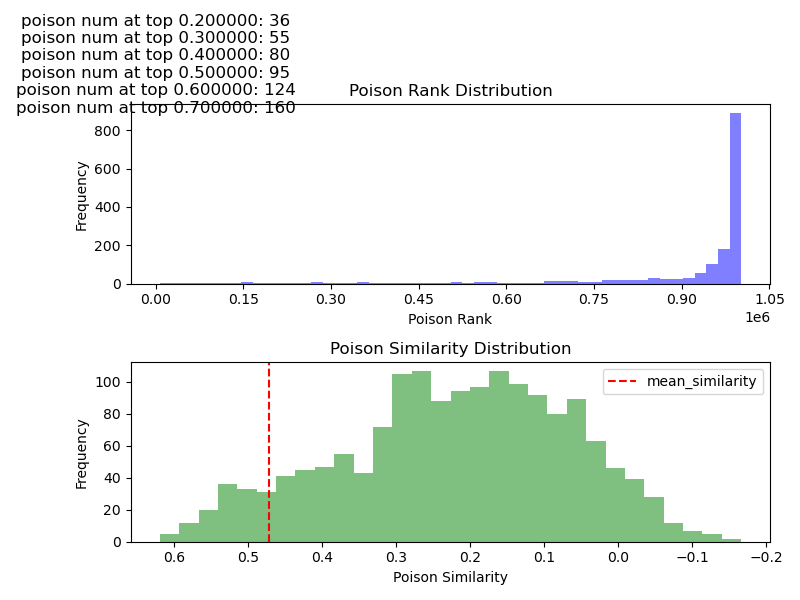 poison num at top 0.200000: 36
poison num at top 0.300000: 55
poison num at top 0.400000: 80
poison num at top 0.500000: 95
poison num at top 0.600000: 124
poison num at top 0.700000: 160
Poison Rank Distribution
800
600
400
200
0
Frequency
0.00 0.15 0.30 0.45 0.60 0.75 0.90 1.05
1e6
Poison Rank
Poison Similarity Distribution
mean_similarity
100
80
60
40
20
0
Frequency
0.6 0.5 0.4 0.3 0.2 0.1 0.0 −0.1 −0.2
Poison Similarity